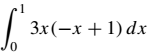 ∫₀¹ 3x(−x + 1) dx